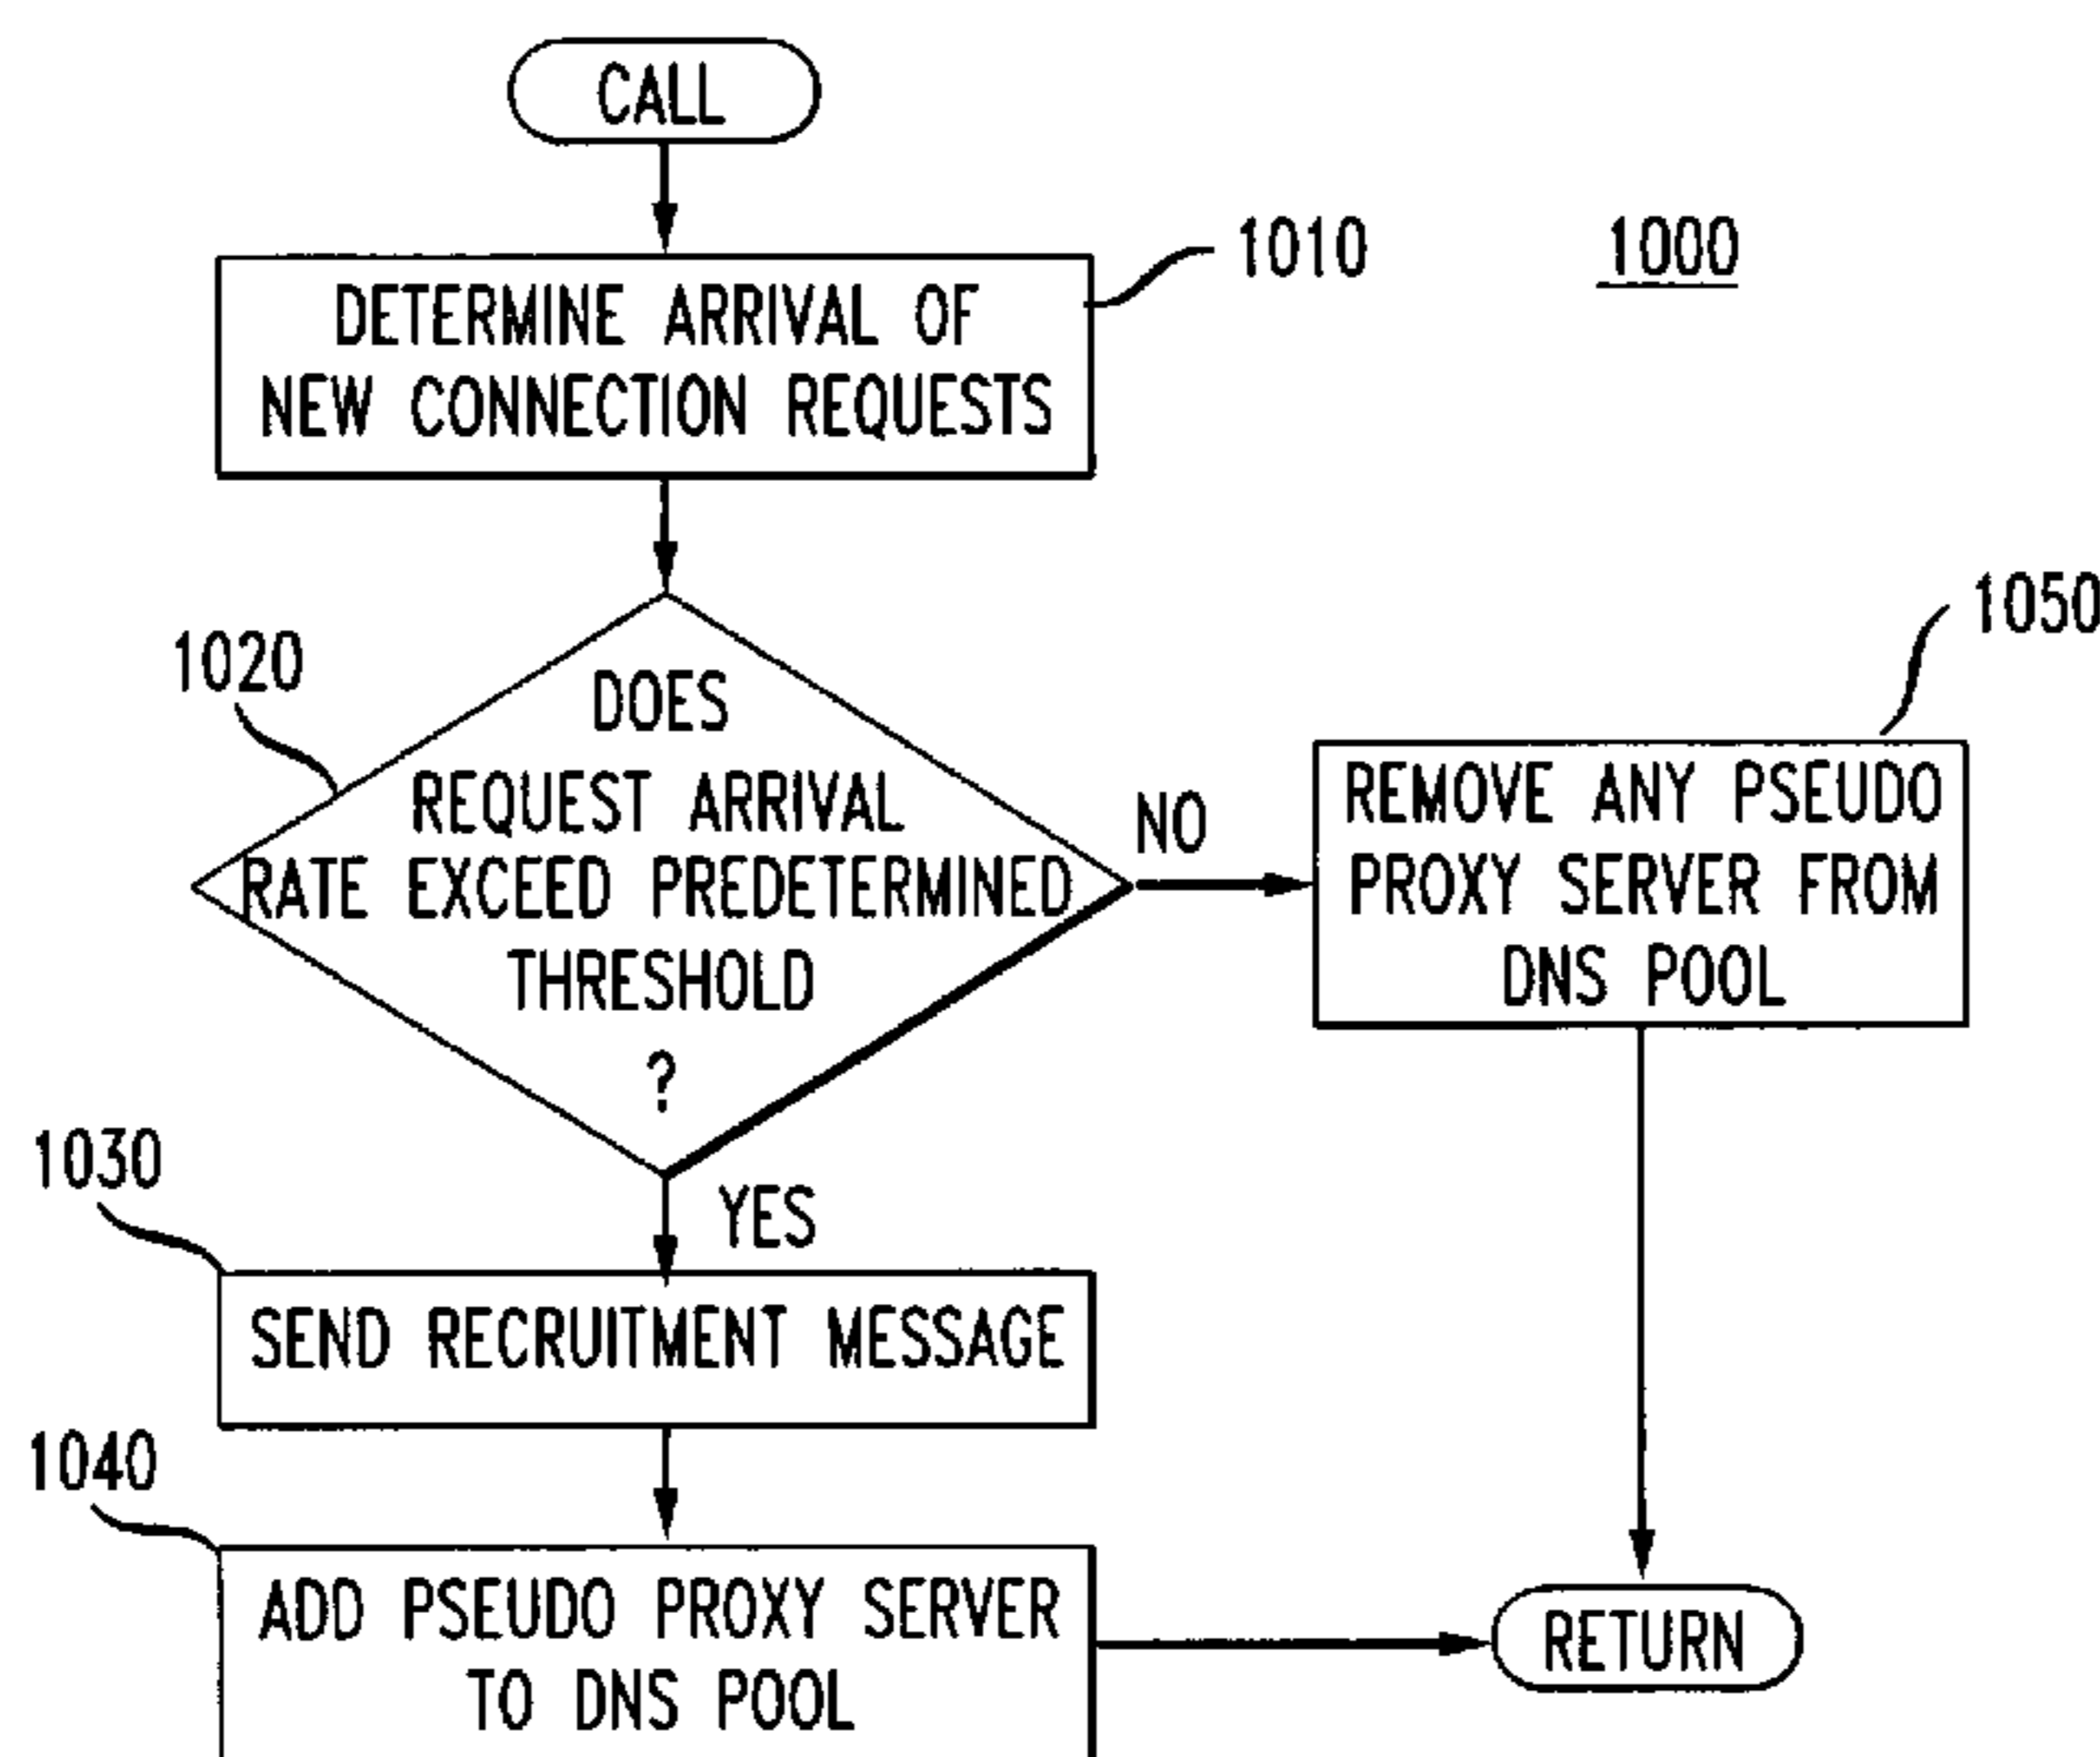 CALL
1010
1000
DETERMINE ARRIVAL OF
NEW CONNECTION REQUESTS
1020
DOES
REQUEST ARRIVAL
RATE EXCEED PREDETERMINED
THRESHOLD
?
NO
1050
REMOVE ANY PSEUDO
PROXY SERVER FROM
DNS POOL
YES
1030
SEND RECRUITMENT MESSAGE
1040
ADD PSEUDO PROXY SERVER
TO DNS POOL
RETURN